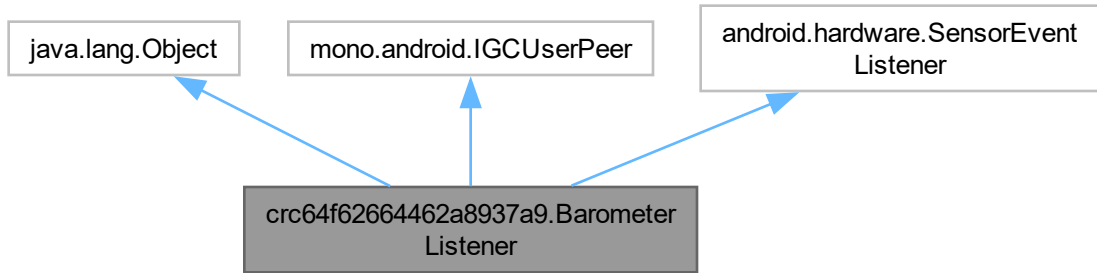 java.lang.Object
mono.android.IGCUserPeer
android.hardware.SensorEvent
Listener
crc64f62664462a8937a9.Barometer
Listener